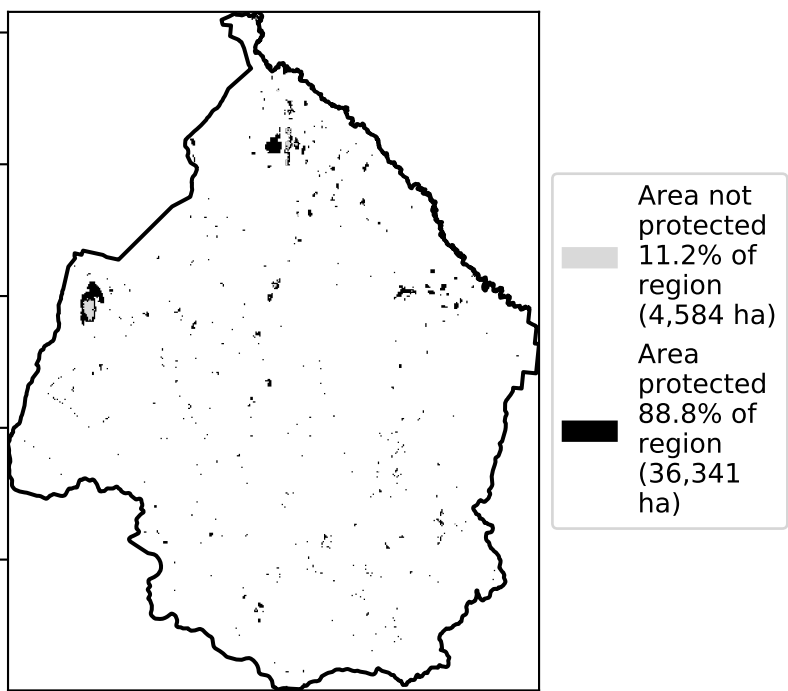 Area not
protected
11.2% of
region
(4,584 ha)
Area
protected
88.8% of
region
(36,341
ha)